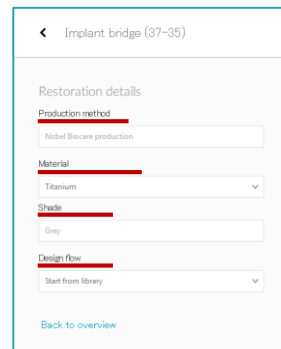 Implant bridge (37-35)
Restoration details
Production method
Nobel Biocare production
Material
Titanium
Shade
Grey
Design flow
Start from library
Back to overview